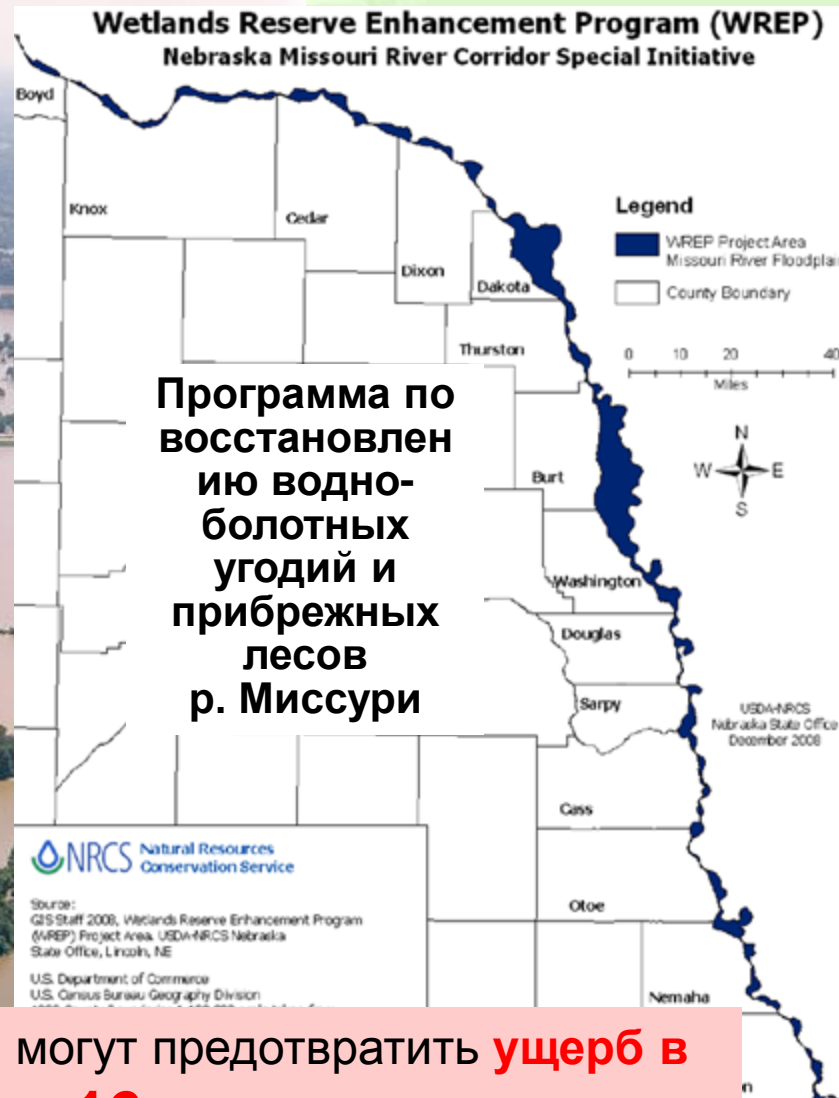 Wetlands Reserve Enhancement Program (WREP)
Nebraska Missouri River Corridor Special Initiative
Boyd
Knox
Cedar
Dixon
Dakota
Thurston
Legend
WREP Project Area
Missouri River Floodplai
County Boundary
0 10 20 40
Miles
N
W E
S
Программа по
восстановлен
ию водно-
болотных
угодий и
прибрежных
лесов
р. Миссури
Burt
Washington
Douglas
Sarpy
USDA-NRCS
Nebraska State Office
December 2008
Cass
Otoe
Nemaha
NRCS Natural Resources
Conservation Service
Source:
GIS Staff 2008, Wetlands Reserve Enhancement Program
(WREP) Project Area. USDA-NRCS Nebraska
State Office, Lincoln, NE
U.S. Department of Commerce
U.S. Census Bureau Geography Division
могут предотвратить ущерб в